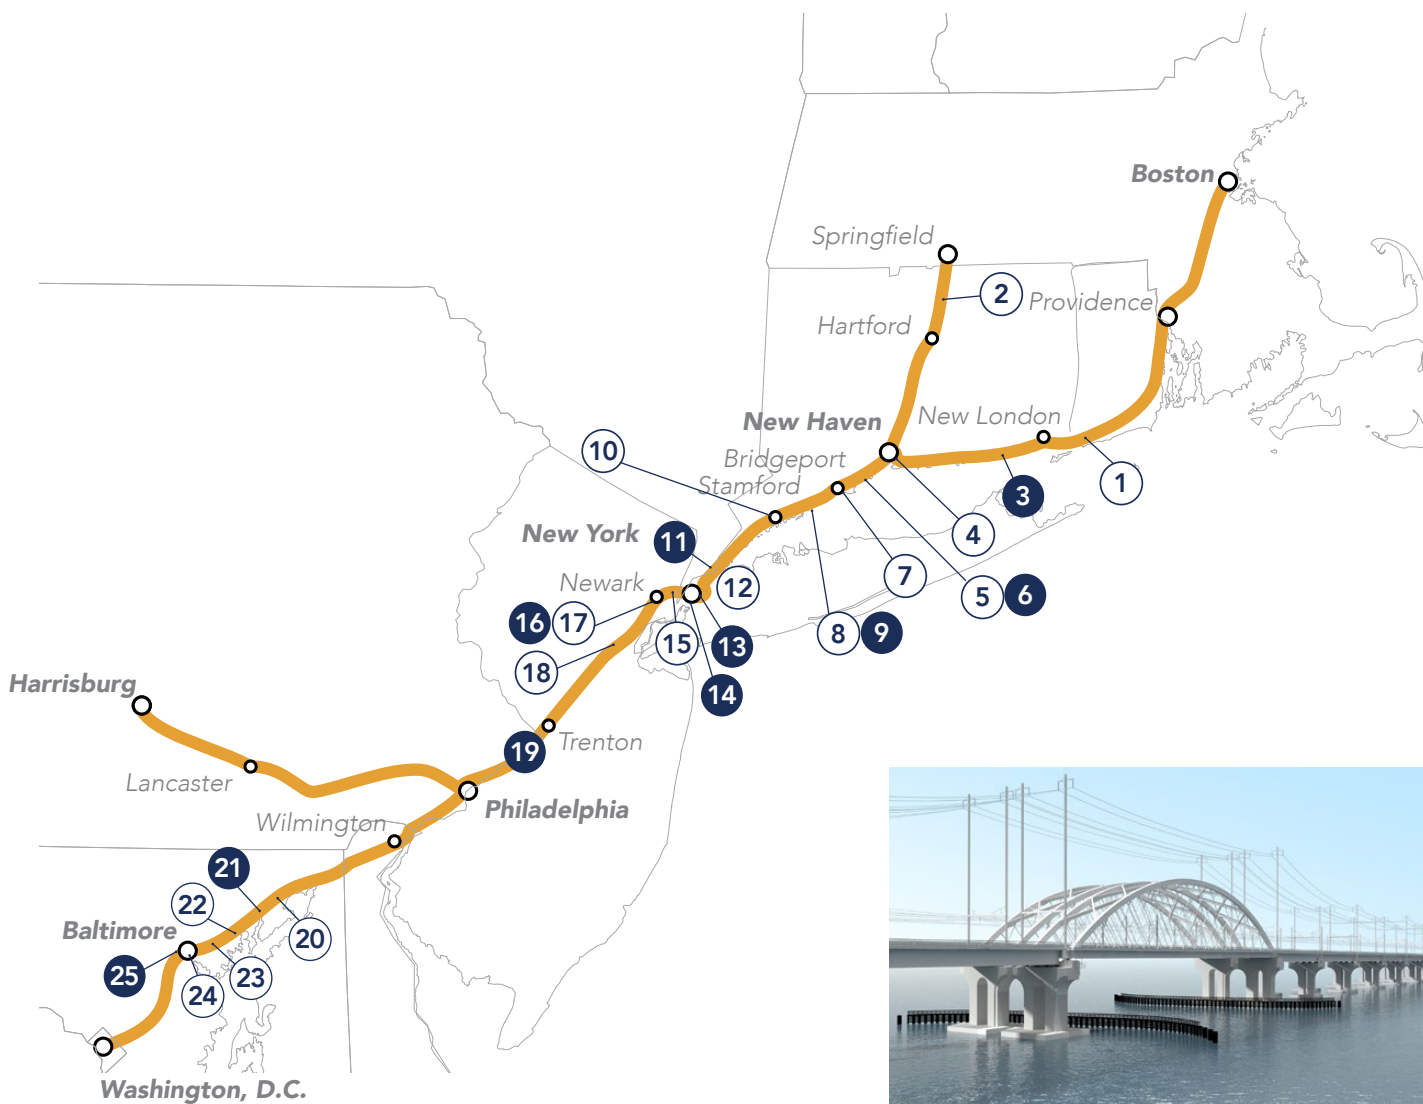 Boston
Springfield
2
Providence
Hartford
New Haven
New London
10
Bridgeport
Stamford
3
1
New York
11
4
Newark
12
7
5
6
16
17
15
13
8
9
18
14
Harrisburg
19
Trenton
Lancaster
Philadelphia
Wilmington
21
22
Baltimore
20
25
23
24
Washington, D.C.